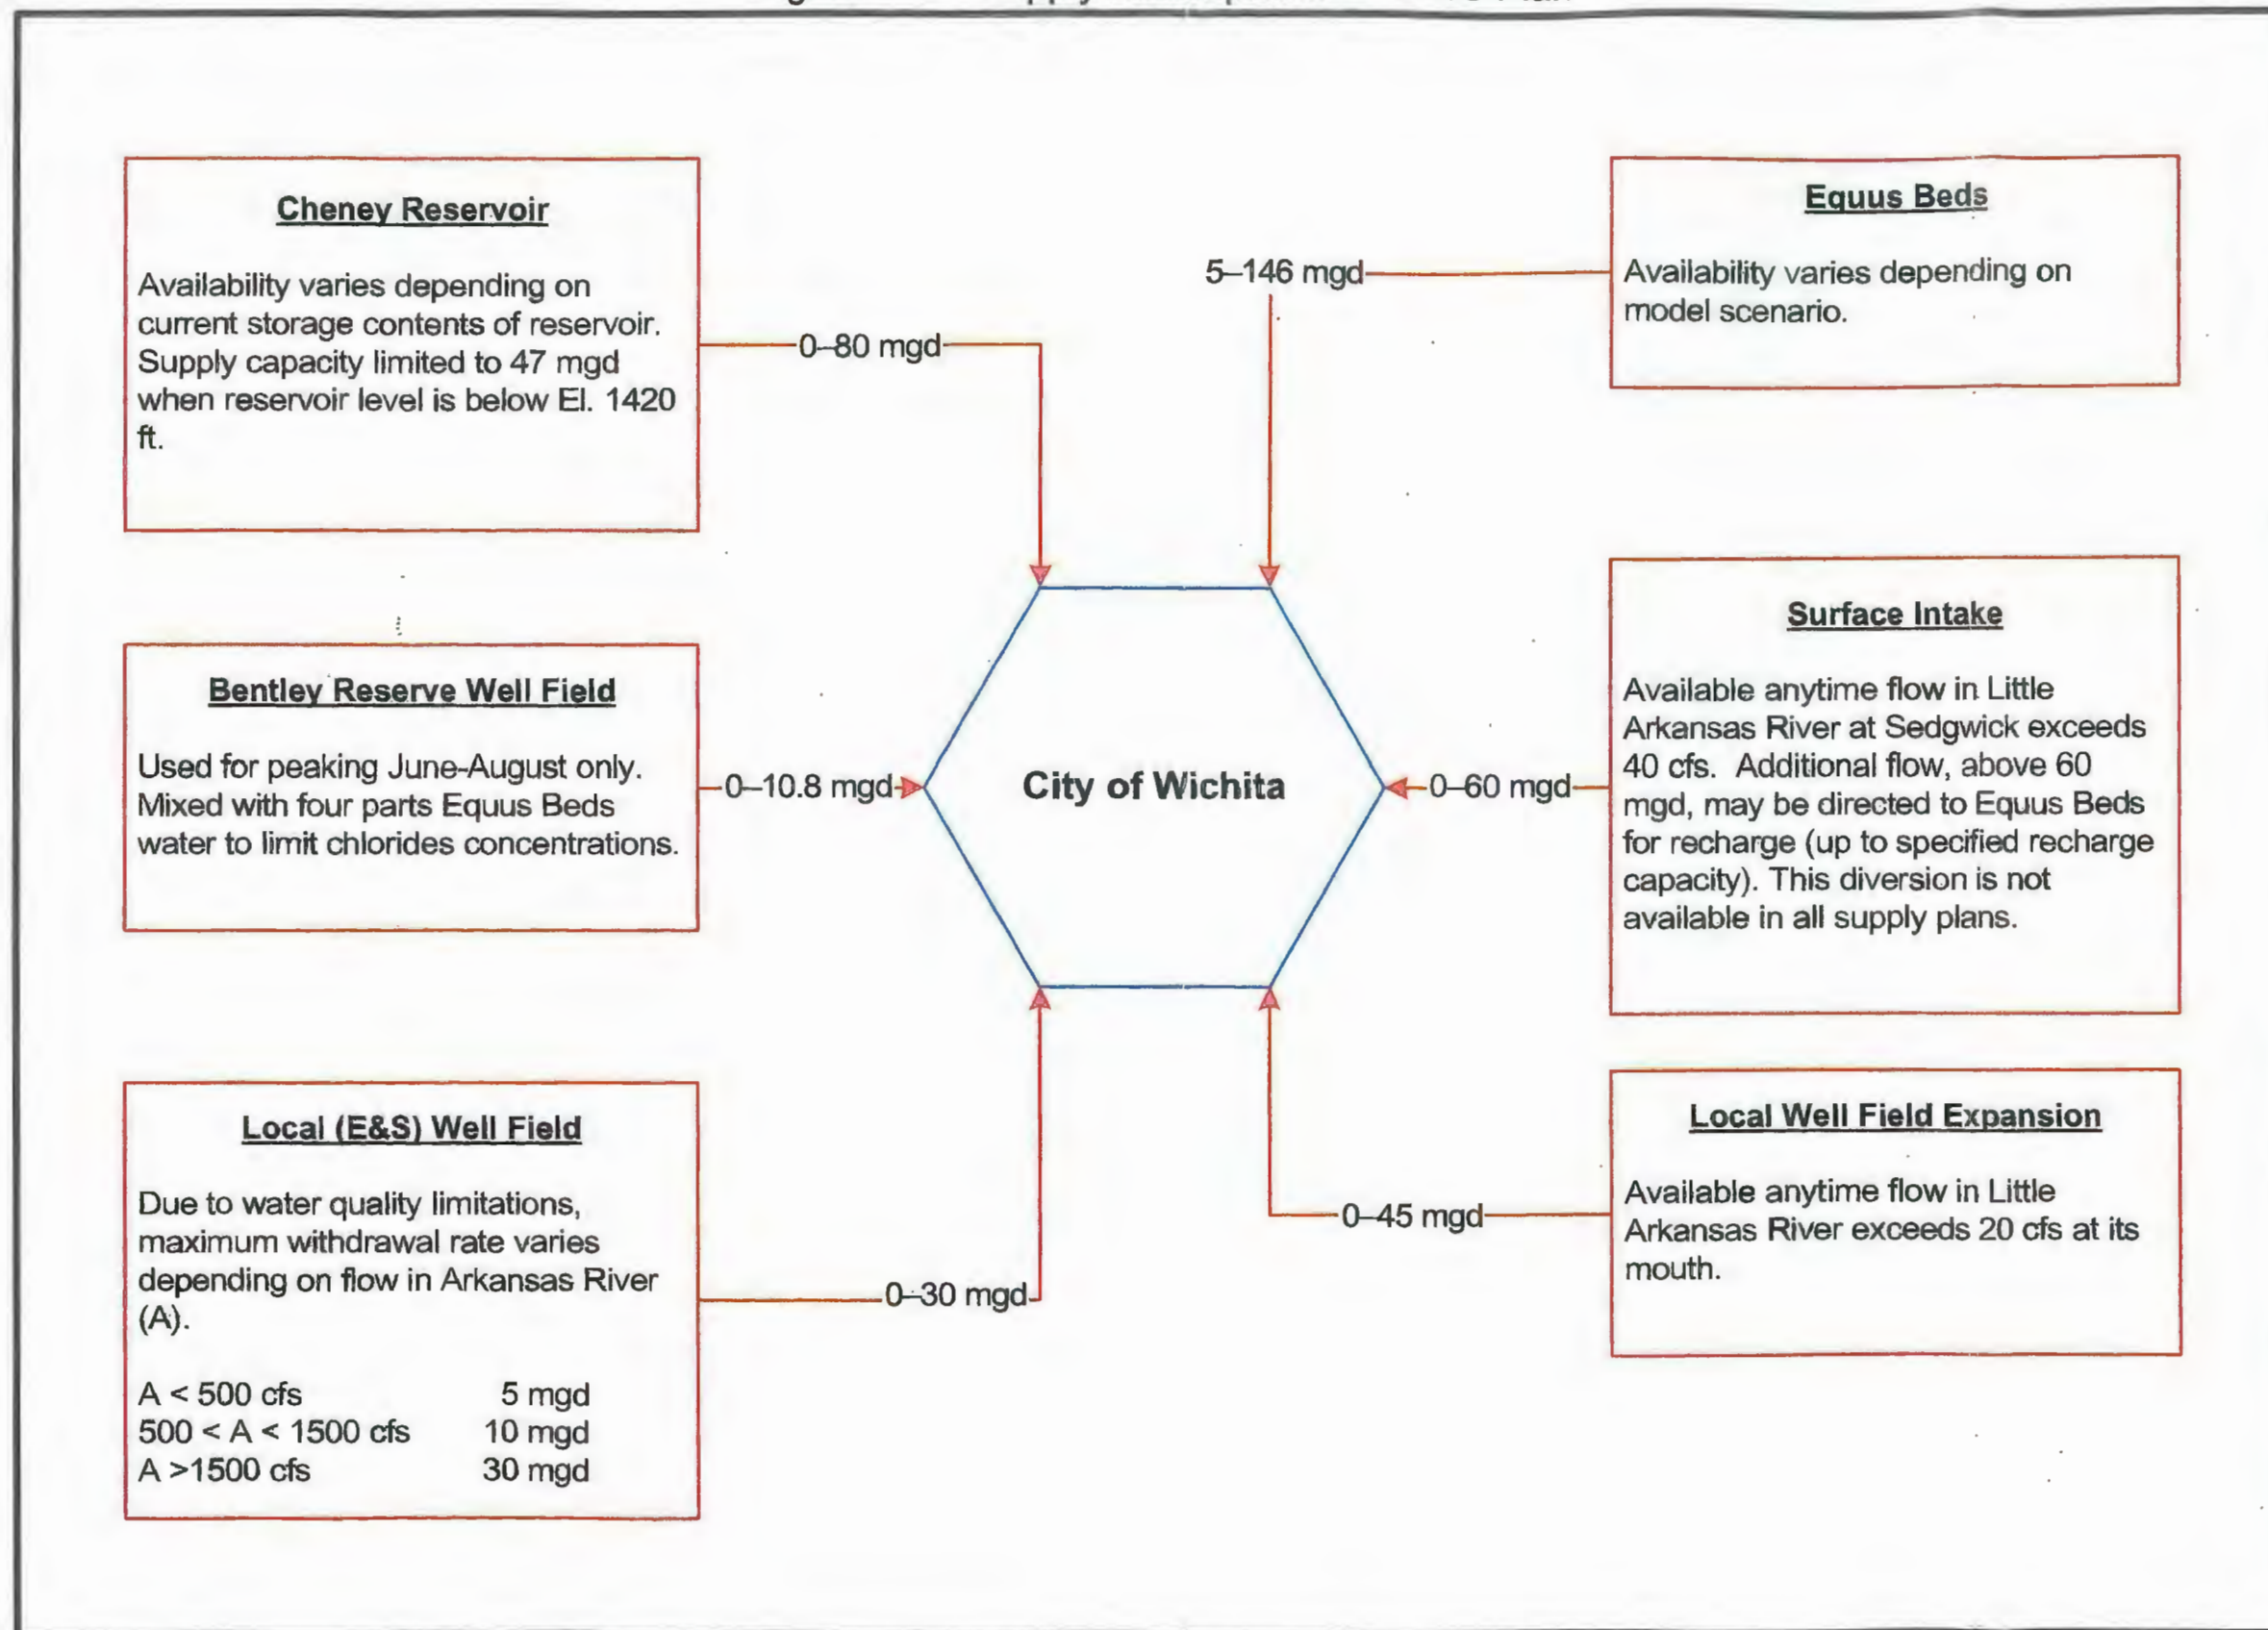 Cheney Reservoir
Availability varies depending on
current storage contents of reservoir.
Supply capacity limited to 47 mgd
when reservoir level is below El. 1420
ft.
0–80 mgd
Equus Beds
Availability varies depending on
model scenario.
5–146 mgd
Bentley Reserve Well Field
Used for peaking June-August only.
Mixed with four parts Equus Beds
water to limit chlorides concentrations.
0–10.8 mgd
City of Wichita
0–60 mgd
Surface Intake
Available anytime flow in Little
Arkansas River at Sedgwick exceeds
40 cfs.  Additional flow, above 60
mgd, may be directed to Equus Beds
for recharge (up to specified recharge
capacity). This diversion is not
available in all supply plans.
Local (E&S) Well Field
Due to water quality limitations,
maximum withdrawal rate varies
depending on flow in Arkansas River
(A).
A < 500 cfs 5 mgd
500 < A < 1500 cfs 10 mgd
A >1500 cfs 30 mgd
0–30 mgd
Local Well Field Expansion
Available anytime flow in Little
Arkansas River exceeds 20 cfs at its
mouth.
0–45 mgd